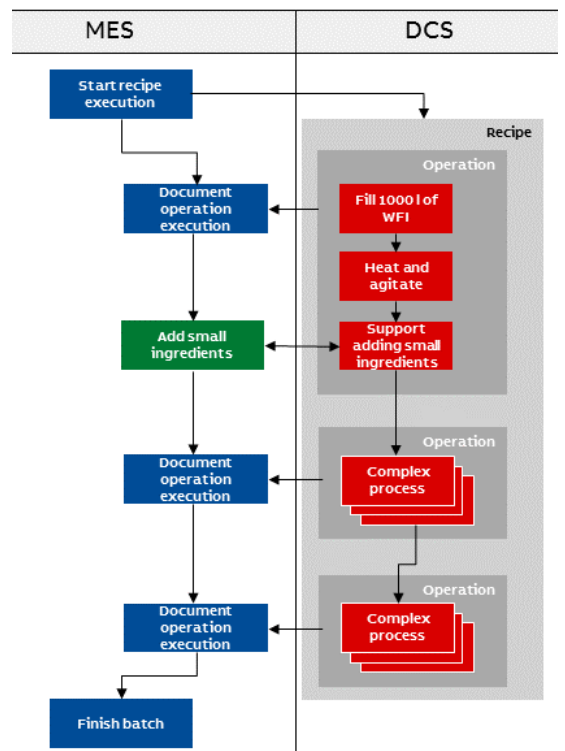 MES
DCS
Start recipe
execution
Recipe
Operation
Document
operation
execution
Fill 1000 l of
WFI
Heat and
agitate
Add small
ingredients
Support
adding small
ingredients
Operation
Document
operation
execution
Complex
process
Operation
Document
operation
execution
Complex
process
Finish batch